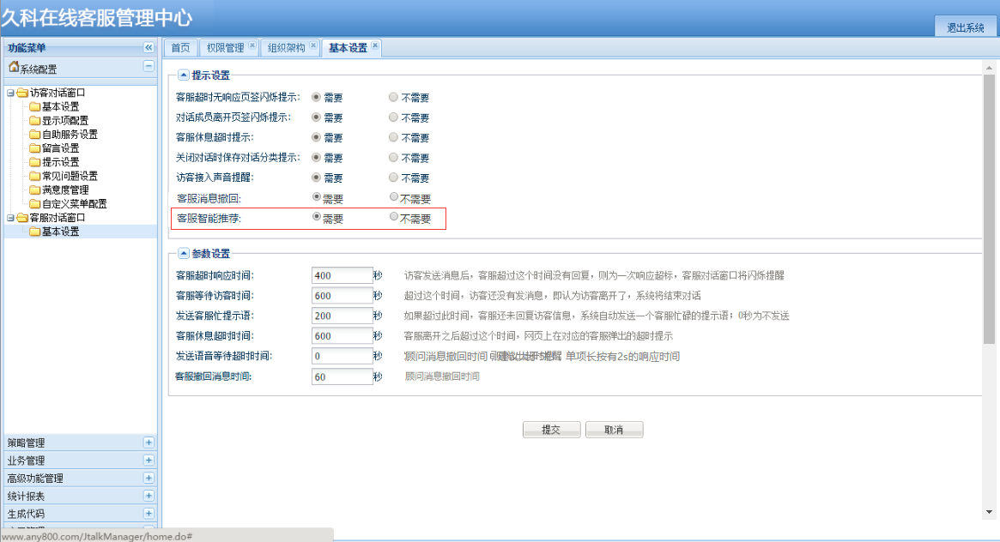 久科在线客服管理中心
退出系统
功能菜单
首页 权限管理 组织架构 基本设置
系统配置
访客对话窗口
基本设置
显示项配置
自助服务设置
留言设置
提示设置
常见问题设置
满意度管理
自定义菜单配置
客服对话窗口
基本设置
策略管理
业务管理
高级功能管理
统计报表
生成代码
www.any800.com/JtalkManager/home.do#
提示设置
客服超时无响应页签闪烁提示: 需要 不需要
对话成员离开页签闪烁提示: 需要 不需要
客服休息超时提示: 需要 不需要
关闭对话时保存对话分类提示: 需要 不需要
访客接入声音提醒: 需要 不需要
客服消息撤回: 需要 不需要
客服智能推荐: 需要 不需要
参数设置
客服超时响应时间: 400 秒 访客发送消息后，客服超过这个时间没有回复，则为一次响应超标，客服对话窗口将闪烁提醒
客服等待访客时间: 600 秒 超过这个时间，访客还没有发消息，即认为访客离开了，系统将结束对话
发送客服忙提示语: 200 秒 如果超过此时间，客服还未回复访客信息，系统自动发送一个客服忙碌的提示语；0秒为不发送
客服休息超时时间: 600 秒 客服离开之后超过这个时间，网页上在对应的客服弹出的超时提示
发送语音等待超时时间: 0 秒 顾问消息撤回时间 单项长按有2s的响应时间
客服撤回消息时间: 60 秒 顾问消息撤回时间
提交 取消